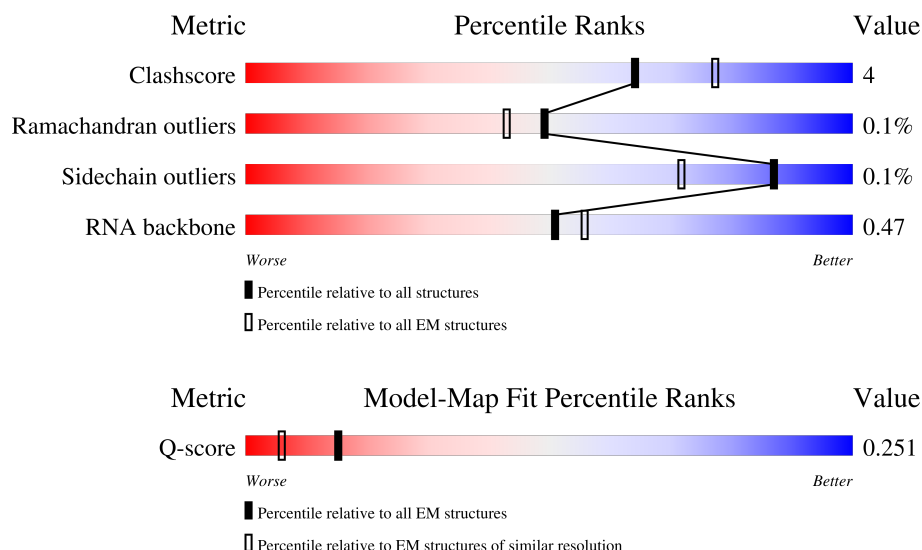 Metric Percentile Ranks Value
Clashscore 4
Ramachandran outliers 0.1%
Sidechain outliers 0.1%
RNA backbone 0.47
Worse Better
Percentile relative to all structures
Percentile relative to all EM structures
Metric Model-Map Fit Percentile Ranks Value
Q-score 0.251
Worse Better
Percentile relative to all EM structures
Percentile relative to EM structures of similar resolution